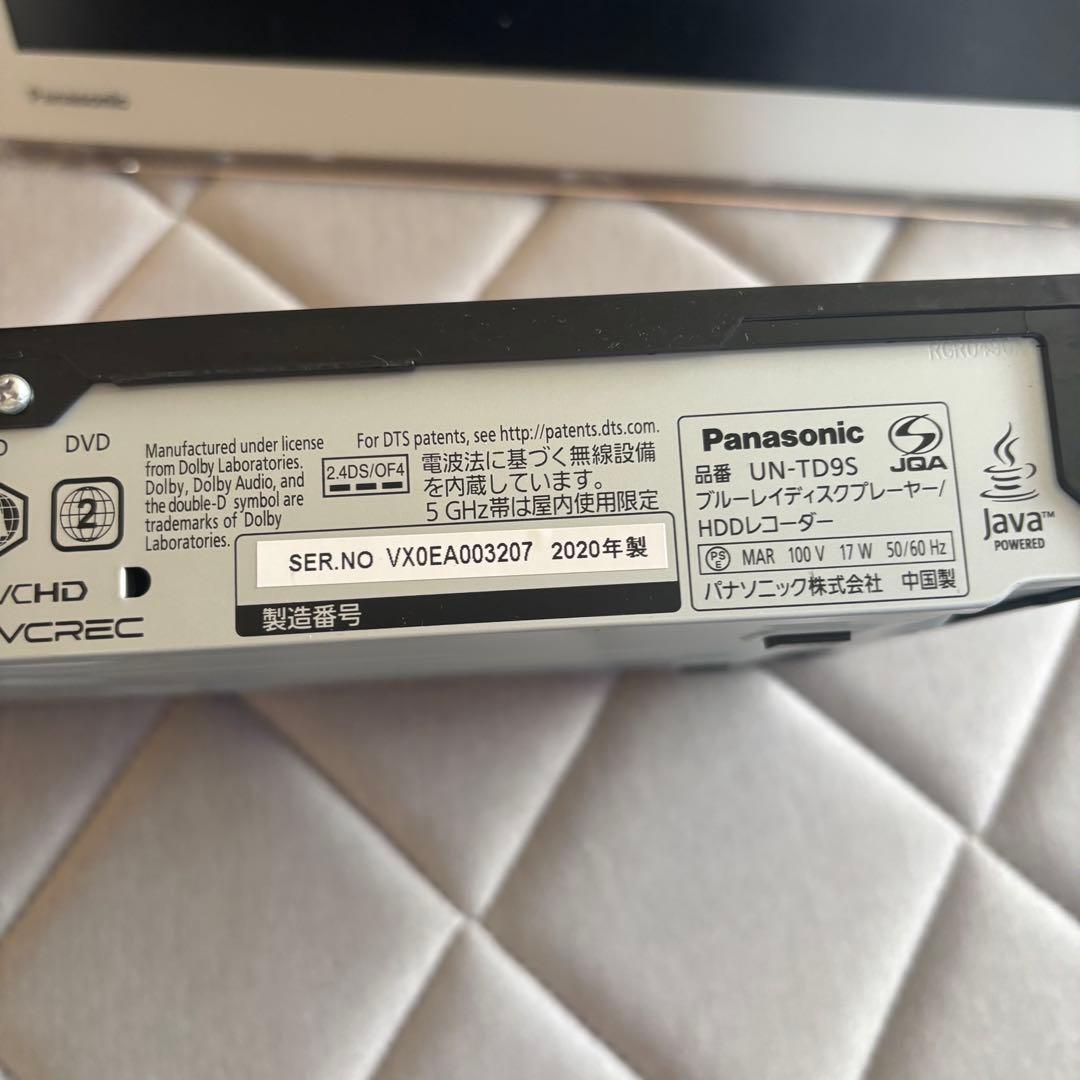 Panasonic
DVD
2
VCHD
VCREC
Manufactured under license
from Dolby Laboratories.
Dolby, Dolby Audio, and
the double-D symbol are
trademarks of Dolby
Laboratories.
For DTS patents, see http://patents.dts.com.
2.4DS/OF4
電波法に基づく無線設備
を内蔵しています。
5 GHz帯は屋内使用限定
SER.NO VX0EA003207 2020年製
製造番号
Panasonic
JQA
品番 UN-TD9S
ブルーレイディスクプレーヤー/
HDDレコーダー
PS E MAR 100 V 17 W 50/60 Hz
パナソニック株式会社 中国製
Java™
POWERED